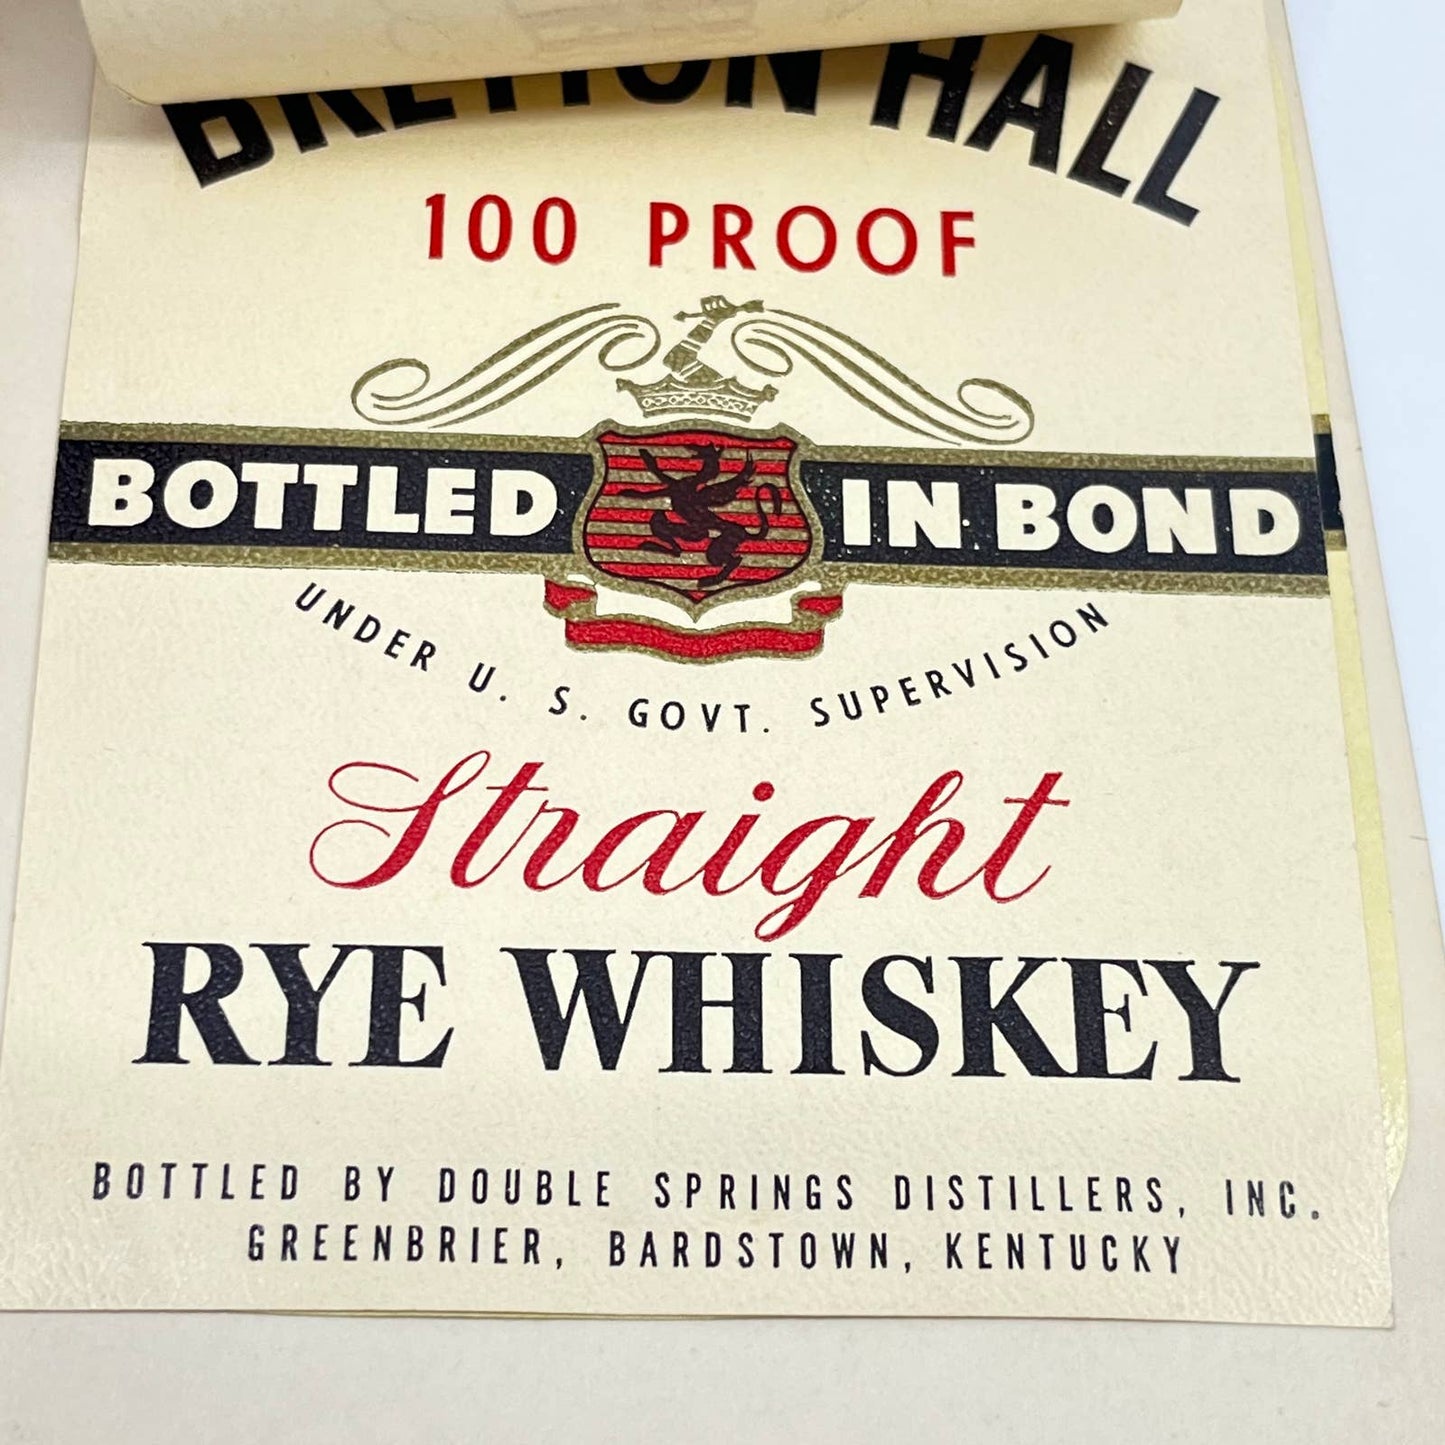 BRETTON HALL
100 PROOF
BOTTLED IN BOND
UNDER U. S. GOVT. SUPERVISION
Straight
RYE WHISKEY
BOTTLED BY DOUBLE SPRINGS DISTILLERS, INC.
GREENBRIER, BARDSTOWN, KENTUCKY